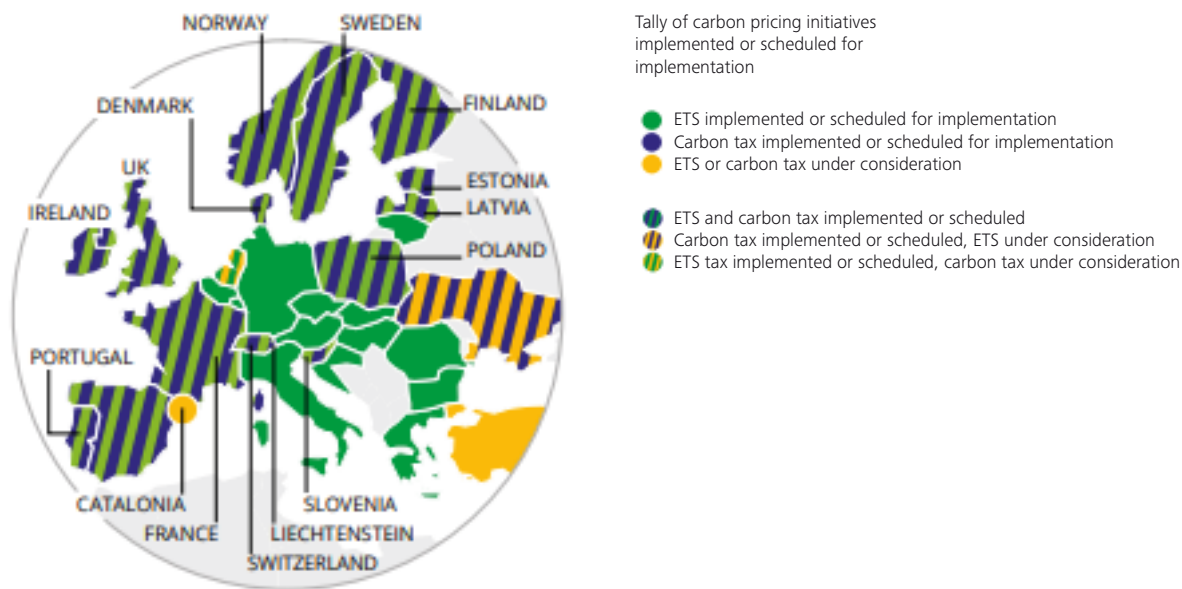 NORWAY
SWEDEN
DENMARK
FINLAND
UK
ESTONIA
IRELAND
LATVIA
POLAND
PORTUGAL
CATALONIA
SLOVENIA
FRANCE
LIECHTENSTEIN
SWITZERLAND
Tally of carbon pricing initiatives
implemented or scheduled for
implementation
ETS implemented or scheduled for implementation
Carbon tax implemented or scheduled for implementation
ETS or carbon tax under consideration
ETS and carbon tax implemented or scheduled
Carbon tax implemented or scheduled, ETS under consideration
ETS tax implemented or scheduled, carbon tax under consideration